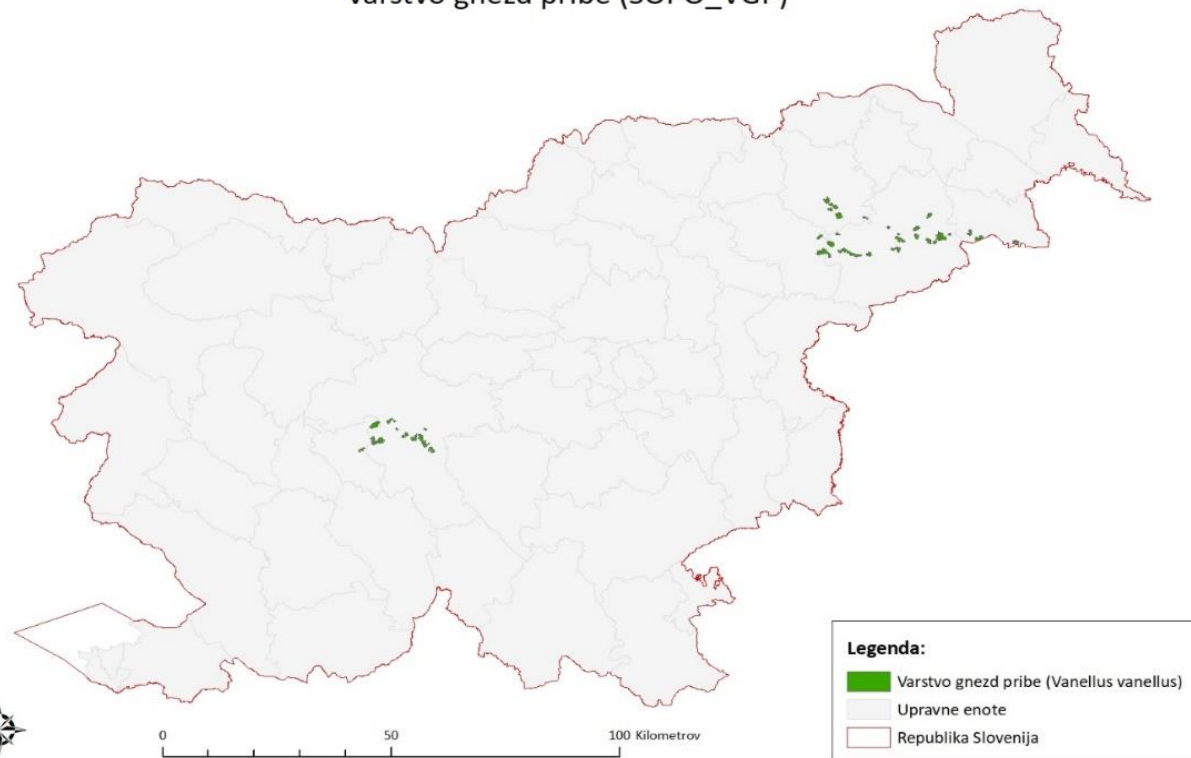 varstvo gnezd pribe (SOPO_VGP)
0 50 100 Kilometrov
Legenda:
Varstvo gnezd pribe (Vanellus vanellus)
Upravne enote
Republika Slovenija